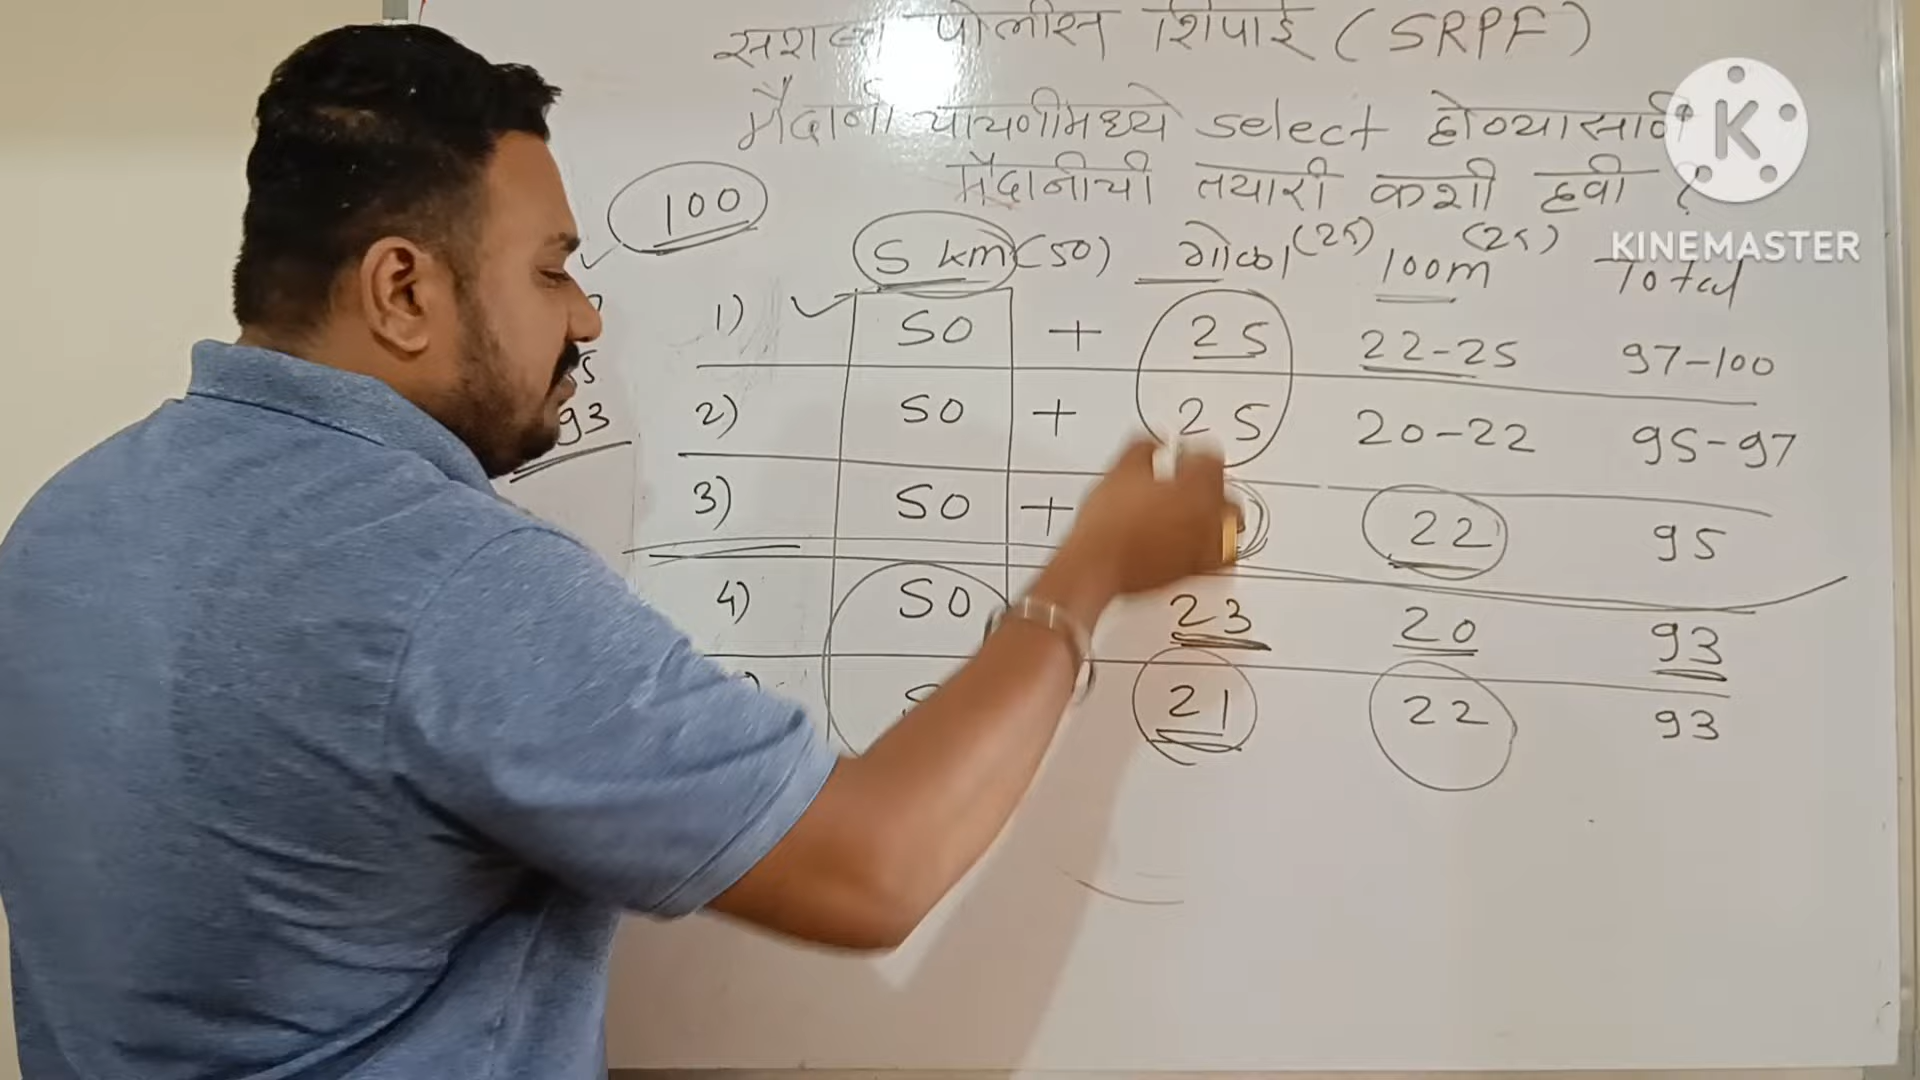 सशस्त्र पोलीस शिपाई (SRPF)
मैदानी चाचणीमध्ये select होण्यासाठी
मैदानीची तयारी कशी हवी ?
K
KINEMASTER
100
93
5 km (50) गोळा (25) 100m (25) Total
1) 50 + 25 22-25 97-100
2) 50 + 25 20-22 95-97
3) 50 + 22 95
4) 50 23 20 93
21 22 93